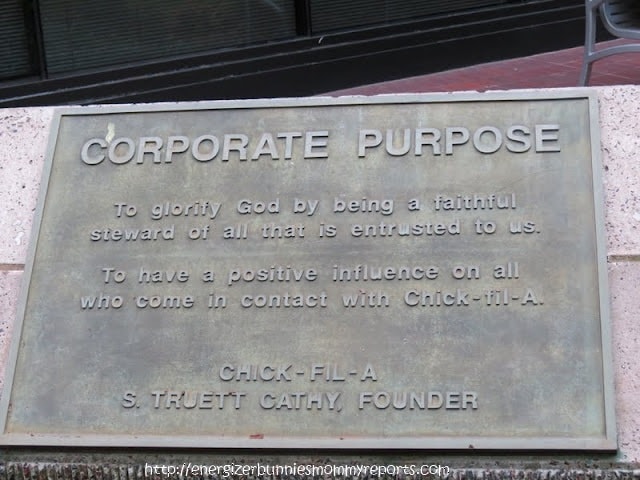 CORPORATE PURPOSE
To glorify God by being a faithful
steward of all that is entrusted to us.
To have a positive influence on all
who come in contact with Chick-fil-A.
CHICK-FIL-A
S. TRUETT CATHY, FOUNDER
http://energizerbunniesmommyreports.com